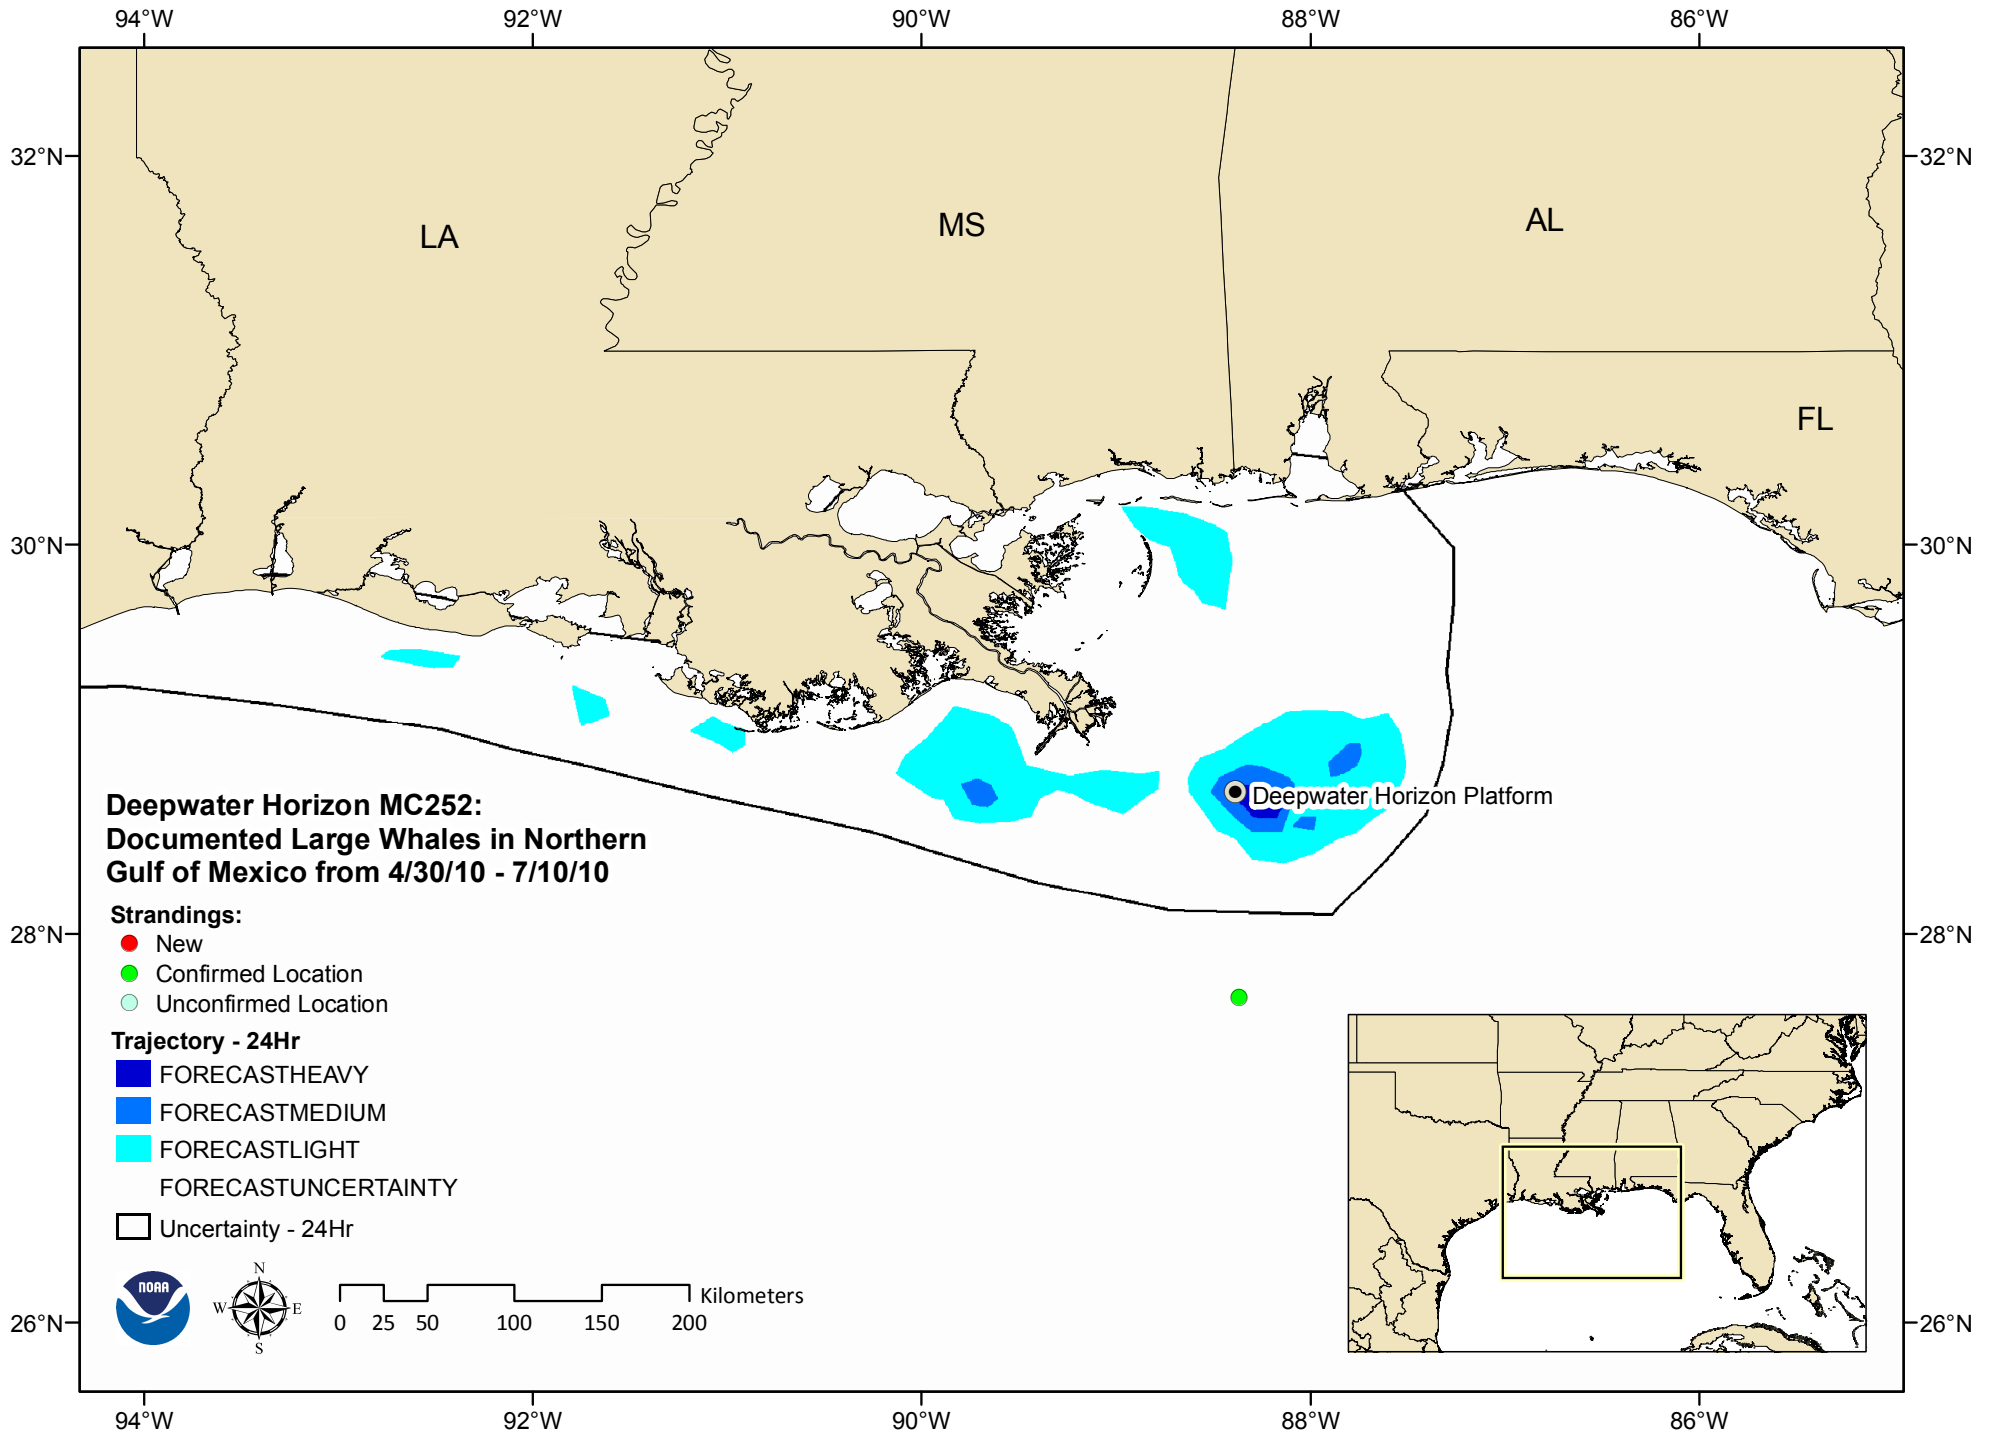 94°W 92°W 90°W 88°W 86°W
32°N 32°N
LA MS AL
FL
30°N 30°N
Deepwater Horizon Platform
Deepwater Horizon MC252:
Documented Large Whales in Northern
Gulf of Mexico from 4/30/10 - 7/10/10
Strandings:
28°N 28°N
New
Confirmed Location
Unconfirmed Location
Trajectory - 24Hr
FORECASTHEAVY
FORECASTMEDIUM
FORECASTLIGHT
FORECASTUNCERTAINTY
Uncertainty - 24Hr
NOAA
N
W E
S
Kilometers
0 25 50 100 150 200
26°N 26°N
94°W 92°W 90°W 88°W 86°W